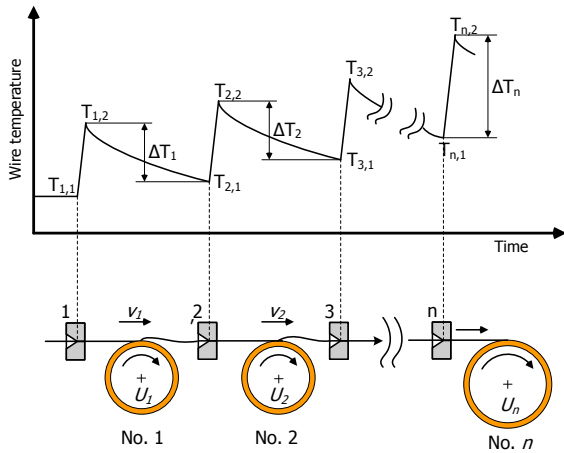 Wire temperature
T1,1
T1,2
ΔT1
T2,1
T2,2
ΔT2
T3,1
T3,2
Tn,1
Tn,2
ΔTn
Time
1
v1
,2
v2
3
n
+
U1
+
U2
+
Un
No. 1
No. 2
No. n